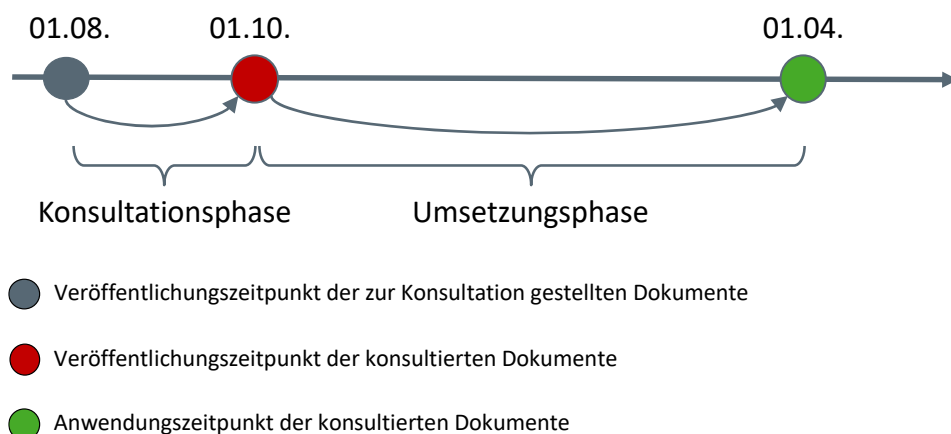 01.08. 01.10. 01.04.
Konsultationsphase Umsetzungsphase
Veröffentlichungszeitpunkt der zur Konsultation gestellten Dokumente
Veröffentlichungszeitpunkt der konsultierten Dokumente
Anwendungszeitpunkt der konsultierten Dokumente